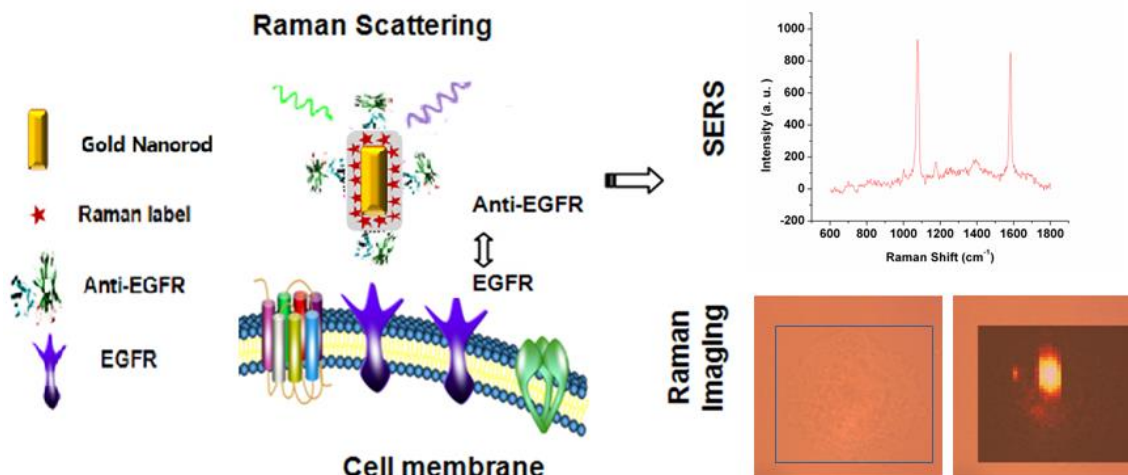 Raman Scattering
Gold Nanorod
Raman label
Anti-EGFR
EGFR
Anti-EGFR
EGFR
Cell membrane
SERS
1000
800
600
400
200
0
-200
Intensity (a. u. )
600 800 1000 1200 1400 1600 1800
Raman Shift (cm⁻¹)
Raman
Imaging